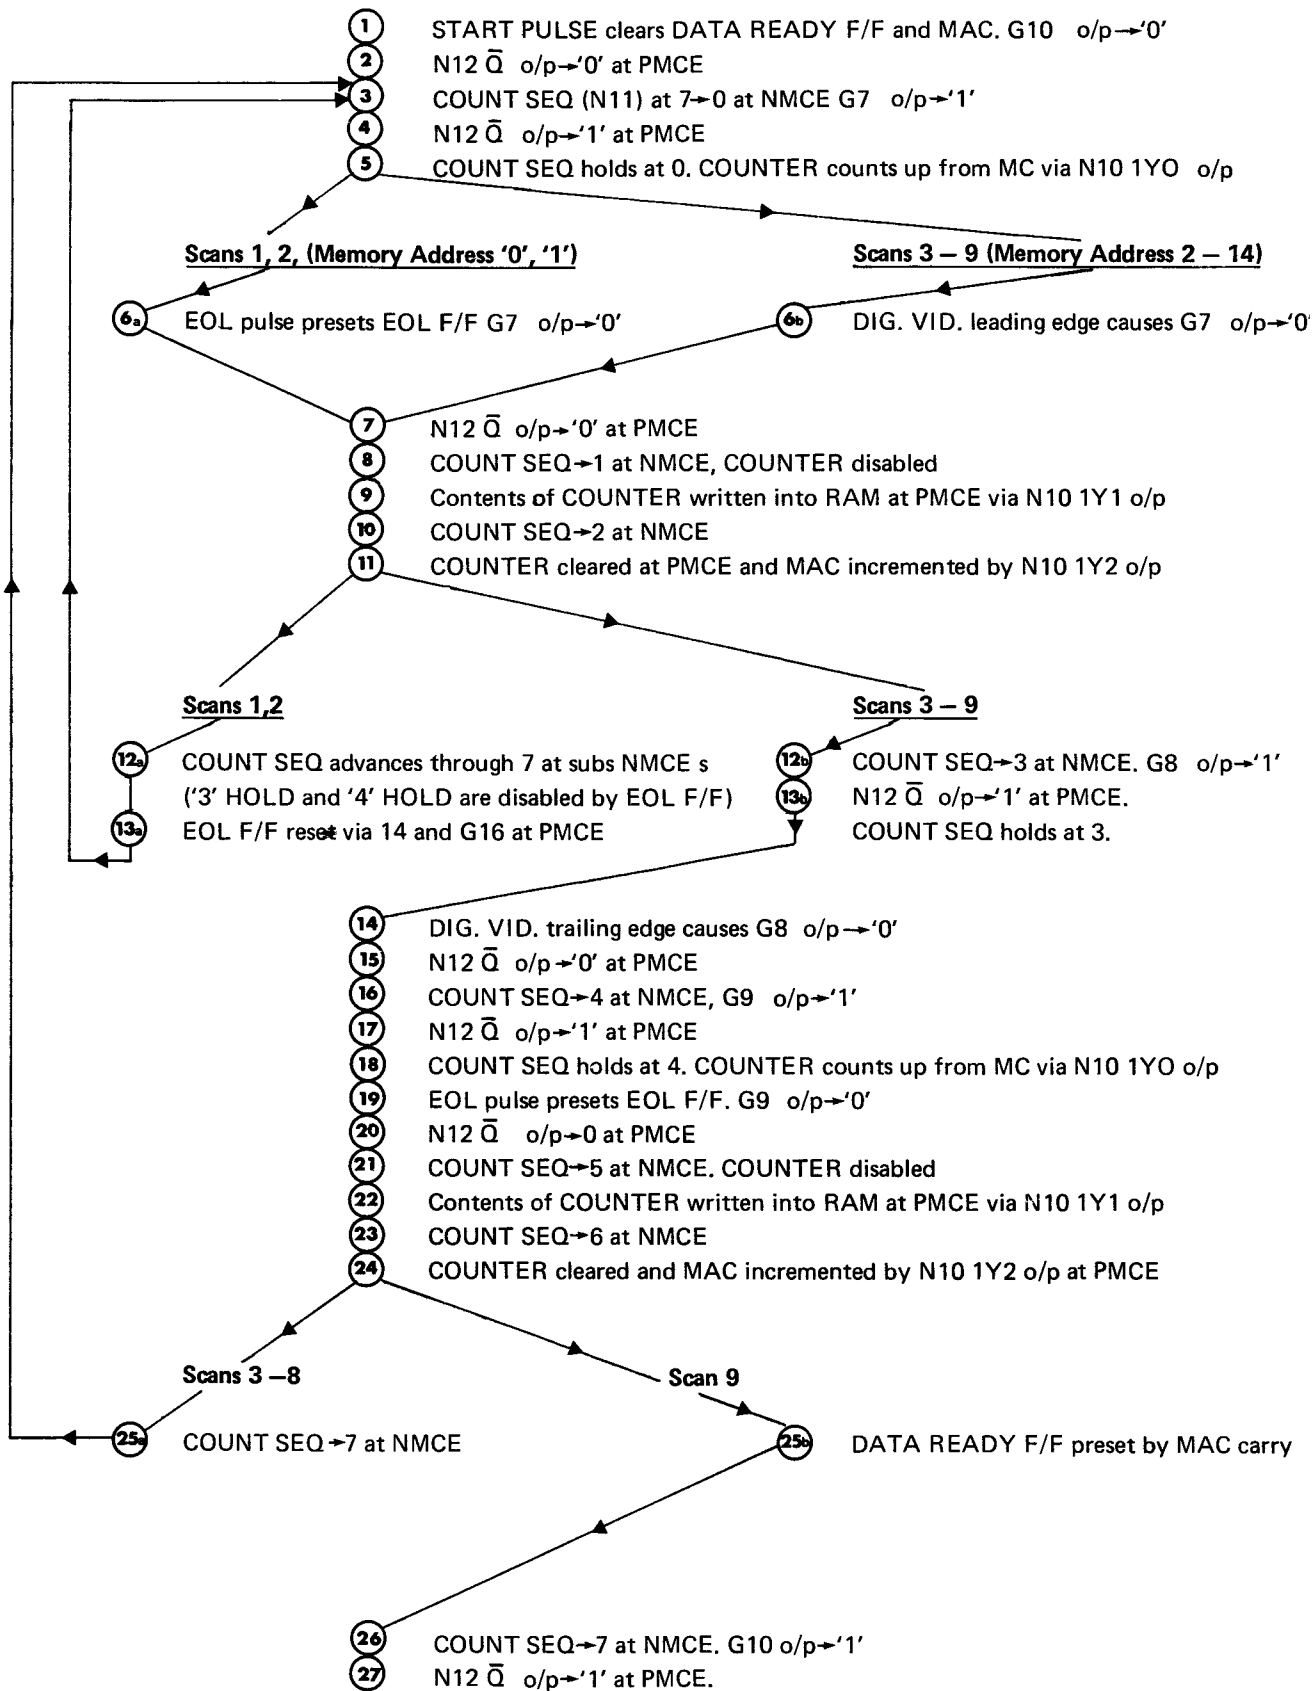 1 START PULSE clears DATA READY F/F and MAC. G10 o/p→'0'
2 N12 Q̄ o/p→'0' at PMCE
3 COUNT SEQ (N11) at 7→0 at NMCE G7 o/p→'1'
4 N12 Q̄ o/p→'1' at PMCE
5 COUNT SEQ holds at 0. COUNTER counts up from MC via N10 1YO o/p
Scans 1, 2, (Memory Address '0', '1') Scans 3 – 9 (Memory Address 2 – 14)
6a EOL pulse presets EOL F/F G7 o/p→'0' 6b DIG. VID. leading edge causes G7 o/p→'0'
7 N12 Q̄ o/p→'0' at PMCE
8 COUNT SEQ→1 at NMCE, COUNTER disabled
9 Contents of COUNTER written into RAM at PMCE via N10 1Y1 o/p
10 COUNT SEQ→2 at NMCE
11 COUNTER cleared at PMCE and MAC incremented by N10 1Y2 o/p
Scans 1,2 Scans 3 – 9
12a COUNT SEQ advances through 7 at subs NMCE s 12b COUNT SEQ→3 at NMCE. G8 o/p→'1'
('3' HOLD and '4' HOLD are disabled by EOL F/F) 13b N12 Q̄ o/p→'1' at PMCE.
13a EOL F/F reset via 14 and G16 at PMCE COUNT SEQ holds at 3.
14 DIG. VID. trailing edge causes G8 o/p→'0'
15 N12 Q̄ o/p→'0' at PMCE
16 COUNT SEQ→4 at NMCE, G9 o/p→'1'
17 N12 Q̄ o/p→'1' at PMCE
18 COUNT SEQ holds at 4. COUNTER counts up from MC via N10 1YO o/p
19 EOL pulse presets EOL F/F. G9 o/p→'0'
20 N12 Q̄ o/p→0 at PMCE
21 COUNT SEQ→5 at NMCE. COUNTER disabled
22 Contents of COUNTER written into RAM at PMCE via N10 1Y1 o/p
23 COUNT SEQ→6 at NMCE
24 COUNTER cleared and MAC incremented by N10 1Y2 o/p at PMCE
Scans 3 –8 Scan 9
25a COUNT SEQ→7 at NMCE 25b DATA READY F/F preset by MAC carry
26 COUNT SEQ→7 at NMCE. G10 o/p→'1'
27 N12 Q̄ o/p→'1' at PMCE.